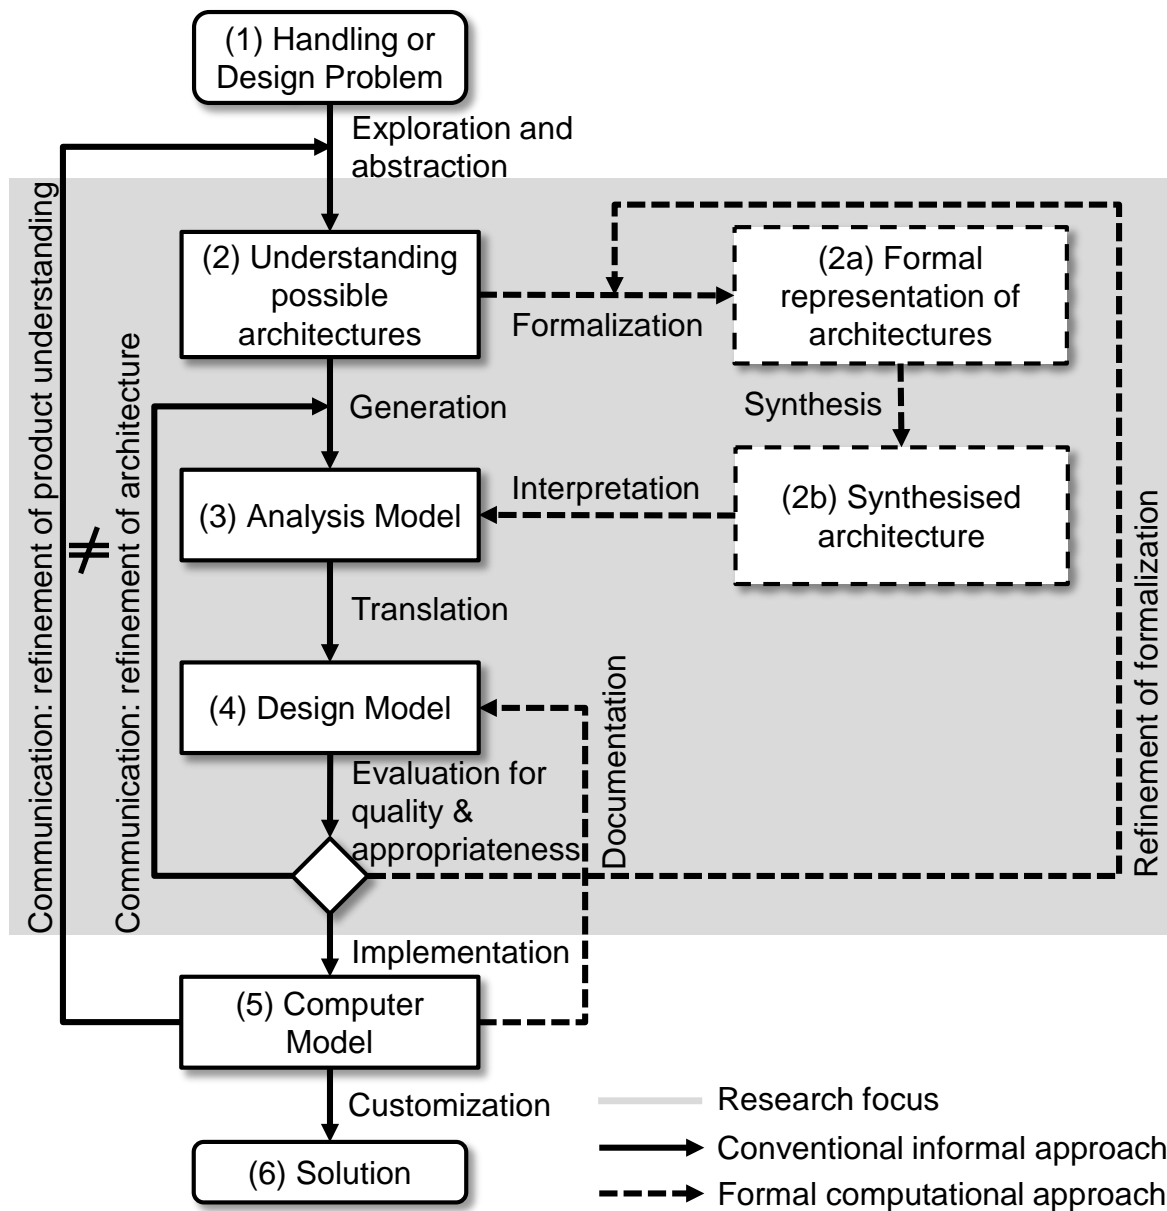 (1) Handling or
Design Problem
Exploration and
abstraction
(2) Understanding
possible
architectures
Formalization
(2a) Formal
representation of
architectures
Generation
Synthesis
(3) Analysis Model
Interpretation
(2b) Synthesised
architecture
Translation
(4) Design Model
Evaluation for
quality &
appropriateness
Documentation
Refinement of formalization
Communication: refinement of product understanding
≠
Communication: refinement of architecture
Implementation
(5) Computer
Model
Customization
(6) Solution
Research focus
Conventional informal approach
Formal computational approach